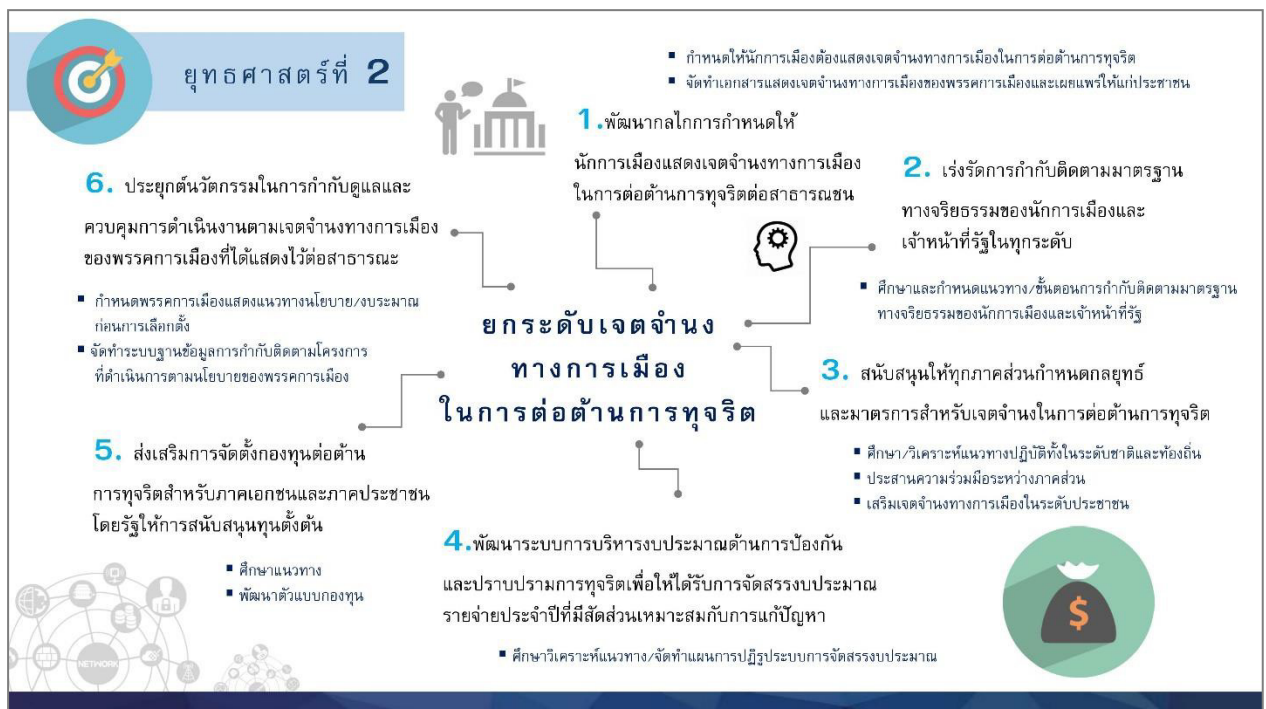 ยุทธศาสตร์ที่ 2
▪ กำหนดให้นักการเมืองต้องแสดงเจตจำนงทางการเมืองในการต่อต้านการทุจริต
▪ จัดทำเอกสารแสดงเจตจำนงทางการเมืองของพรรคการเมืองและเผยแพร่ให้แก่ประชาชน
1.พัฒนากลไกการกำหนดให้
นักการเมืองแสดงเจตจำนงทางการเมือง
ในการต่อต้านการทุจริตต่อสาธารณชน
2. เร่งรัดการกำกับติดตามมาตรฐาน
ทางจริยธรรมของนักการเมืองและ
เจ้าหน้าที่รัฐในทุกระดับ
▪ ศึกษาและกำหนดแนวทาง/ขั้นตอนการกำกับติดตามมาตรฐาน
ทางจริยธรรมของนักการเมืองและเจ้าหน้าที่รัฐ
ยกระดับเจตจำนง
ทางการเมือง
ในการต่อต้านการทุจริต
3. สนับสนุนให้ทุกภาคส่วนกำหนดกลยุทธ์
และมาตรการสำหรับเจตจำนงในการต่อต้านการทุจริต
▪ ศึกษา/วิเคราะห์แนวทางปฏิบัติทั้งในระดับชาติและท้องถิ่น
▪ ประสานความร่วมมือระหว่างภาคส่วน
▪ เสริมเจตจำนงทางการเมืองในระดับประชาชน
4.พัฒนาระบบการบริหารงบประมาณด้านการป้องกัน
และปราบปรามการทุจริตเพื่อให้ได้รับการจัดสรรงบประมาณ
รายจ่ายประจำปีที่มีสัดส่วนเหมาะสมกับการแก้ปัญหา
▪ ศึกษาวิเคราะห์แนวทาง/จัดทำแผนการปฏิรูประบบการจัดสรรงบประมาณ
5. ส่งเสริมการจัดตั้งกองทุนต่อต้าน
การทุจริตสำหรับภาคเอกชนและภาคประชาชน
โดยรัฐให้การสนับสนุนทุนตั้งต้น
▪ ศึกษาแนวทาง
▪ พัฒนาตัวแบบกองทุน
6. ประยุกต์นวัตกรรมในการกำกับดูแลและ
ควบคุมการดำเนินงานตามเจตจำนงทางการเมือง
ของพรรคการเมืองที่ได้แสดงไว้ต่อสาธารณะ
▪ กำหนดพรรคการเมืองแสดงแนวทางนโยบาย/งบประมาณ
ก่อนการเลือกตั้ง
▪ จัดทำระบบฐานข้อมูลการกำกับติดตามโครงการ
ที่ดำเนินการตามนโยบายของพรรคการเมือง
NETWORK
$